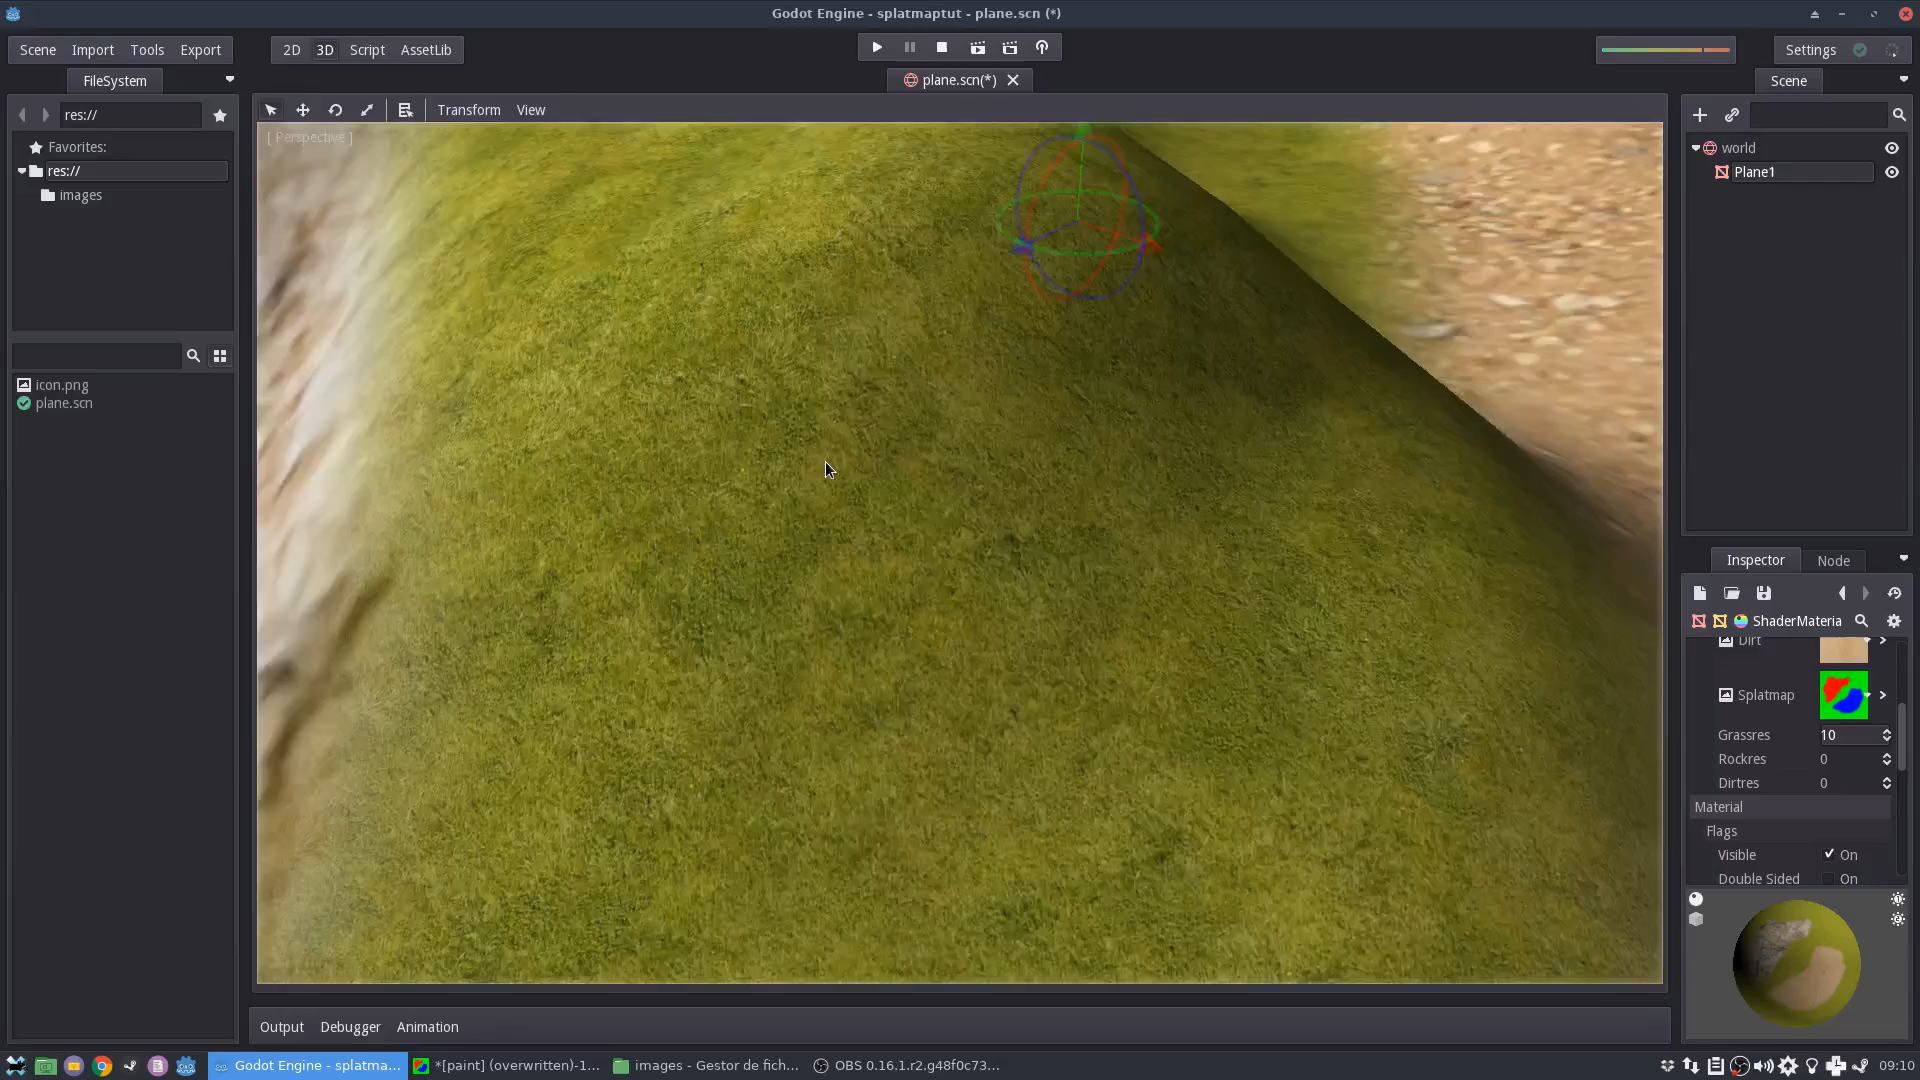 Godot Engine - splatmaptut - plane.scn (*)
Scene Import Tools Export
2D 3D Script AssetLib
Settings
FileSystem
plane.scn(*)
Scene
res://
Transform View
[ Perspective ]
Favorites:
res://
images
world
Plane1
icon.png
plane.scn
Inspector Node
ShaderMateria
Dirt
Splatmap
Grassres 10
Rockres 0
Dirtres 0
Material
Flags
Visible On
Double Sided On
Output Debugger Animation
Godot Engine - splatma...
*[paint] (overwritten)-1...
images - Gestor de fich...
OBS 0.16.1.r2.g48f0c73...
09:10